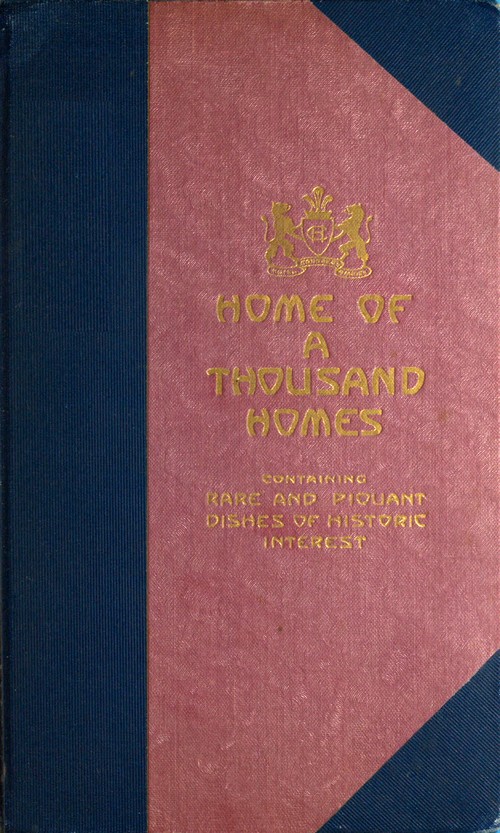 HOME OF
A
THOUSAND
HOMES
CONTAINING
RARE AND PIQUANT
DISHES OF HISTORIC
INTEREST